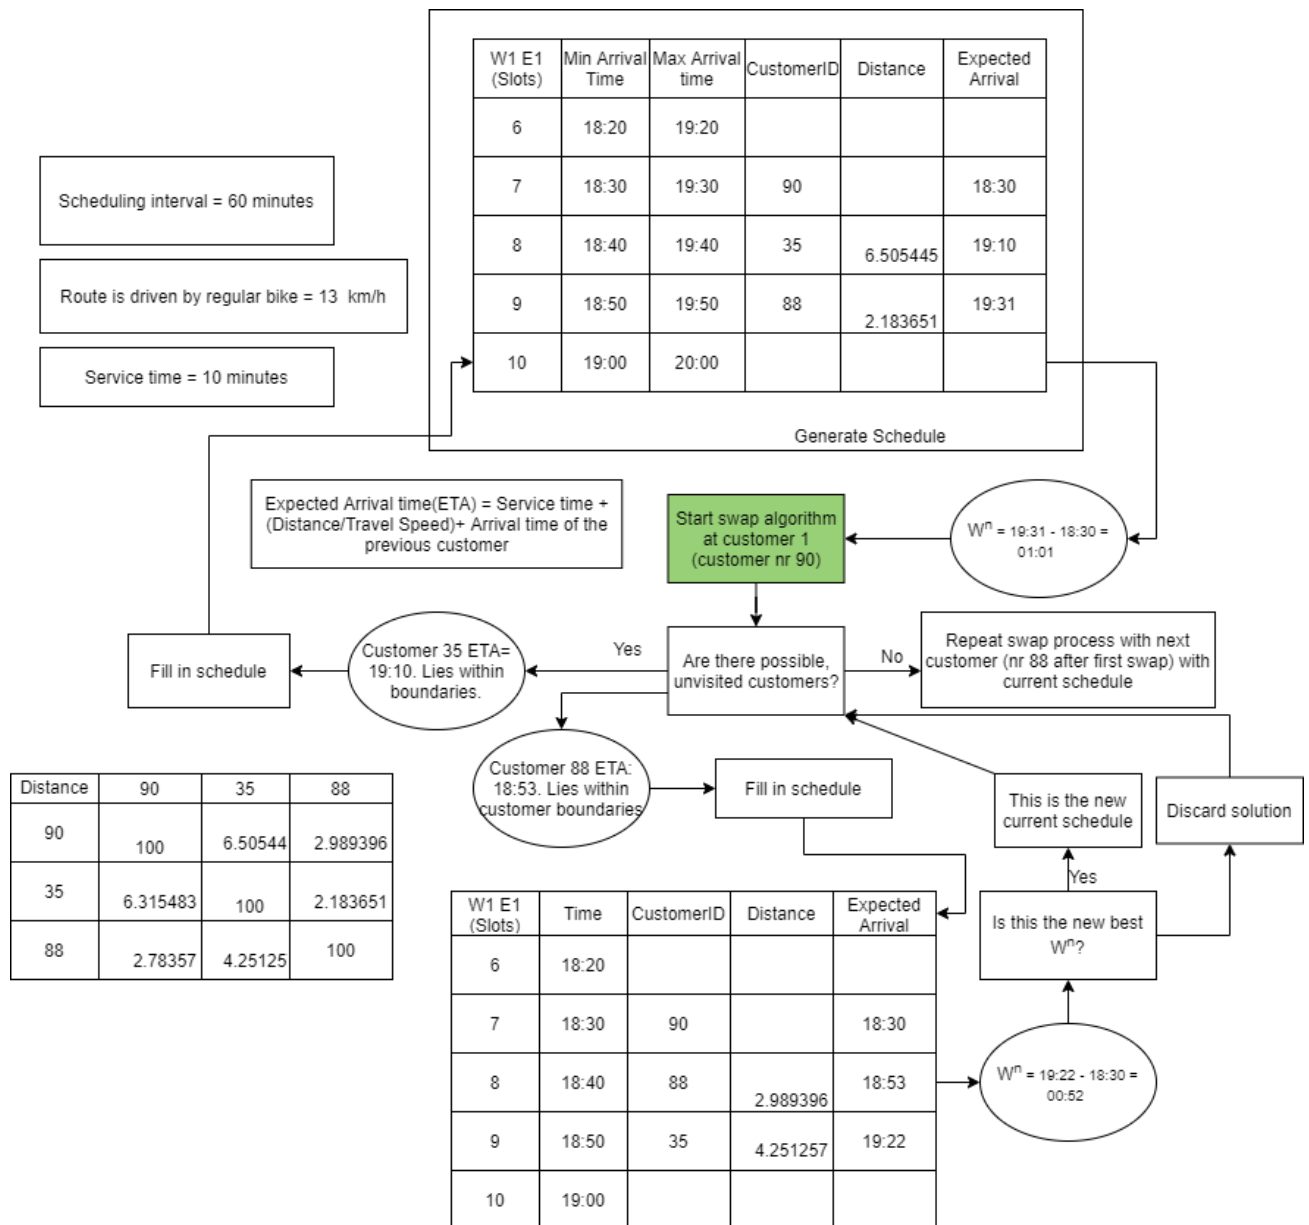 W1 E1 (Slots) Min Arrival Time Max Arrival time CustomerID Distance Expected Arrival
6 18:20 19:20
7 18:30 19:30 90 18:30
8 18:40 19:40 35 6.505445 19:10
9 18:50 19:50 88 2.183651 19:31
10 19:00 20:00
Generate Schedule
Scheduling interval = 60 minutes
Route is driven by regular bike = 13 km/h
Service time = 10 minutes
Expected Arrival time(ETA) = Service time +
(Distance/Travel Speed)+ Arrival time of the
previous customer
Start swap algorithm
at customer 1
(customer nr 90)
Wⁿ = 19:31 - 18:30 =
01:01
Fill in schedule
Customer 35 ETA=
19:10. Lies within
boundaries.
Yes
Are there possible,
unvisited customers?
No
Repeat swap process with next
customer (nr 88 after first swap) with
current schedule
Customer 88 ETA:
18:53. Lies within
customer boundaries
Fill in schedule
This is the new
current schedule
Discard solution
Distance 90 35 88
90 100 6.50544 2.989396
35 6.315483 100 2.183651
88 2.78357 4.25125 100
Yes
Is this the new best
Wⁿ?
W1 E1 (Slots) Time CustomerID Distance Expected Arrival
6 18:20
7 18:30 90 18:30
8 18:40 88 2.989396 18:53
9 18:50 35 4.251257 19:22
10 19:00
Wⁿ = 19:22 - 18:30 =
00:52